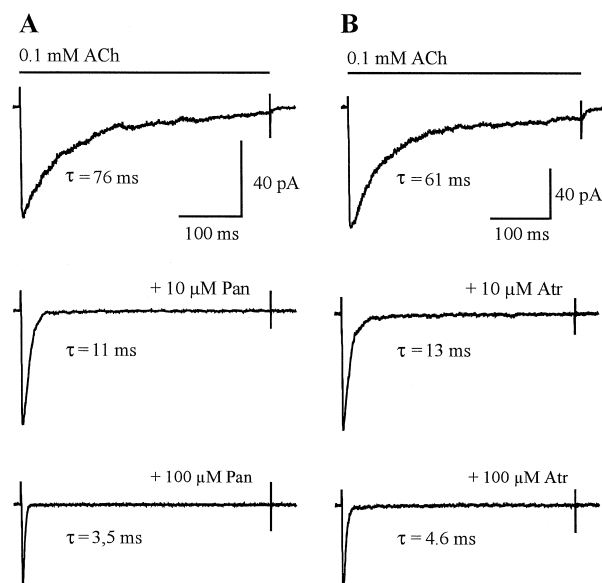 A
0.1 mM ACh
τ = 76 ms
40 pA
100 ms
+ 10 µM Pan
τ = 11 ms
+ 100 µM Pan
τ = 3,5 ms
B
0.1 mM ACh
τ = 61 ms
40 pA
100 ms
+ 10 µM Atr
τ = 13 ms
+ 100 µM Atr
τ = 4.6 ms